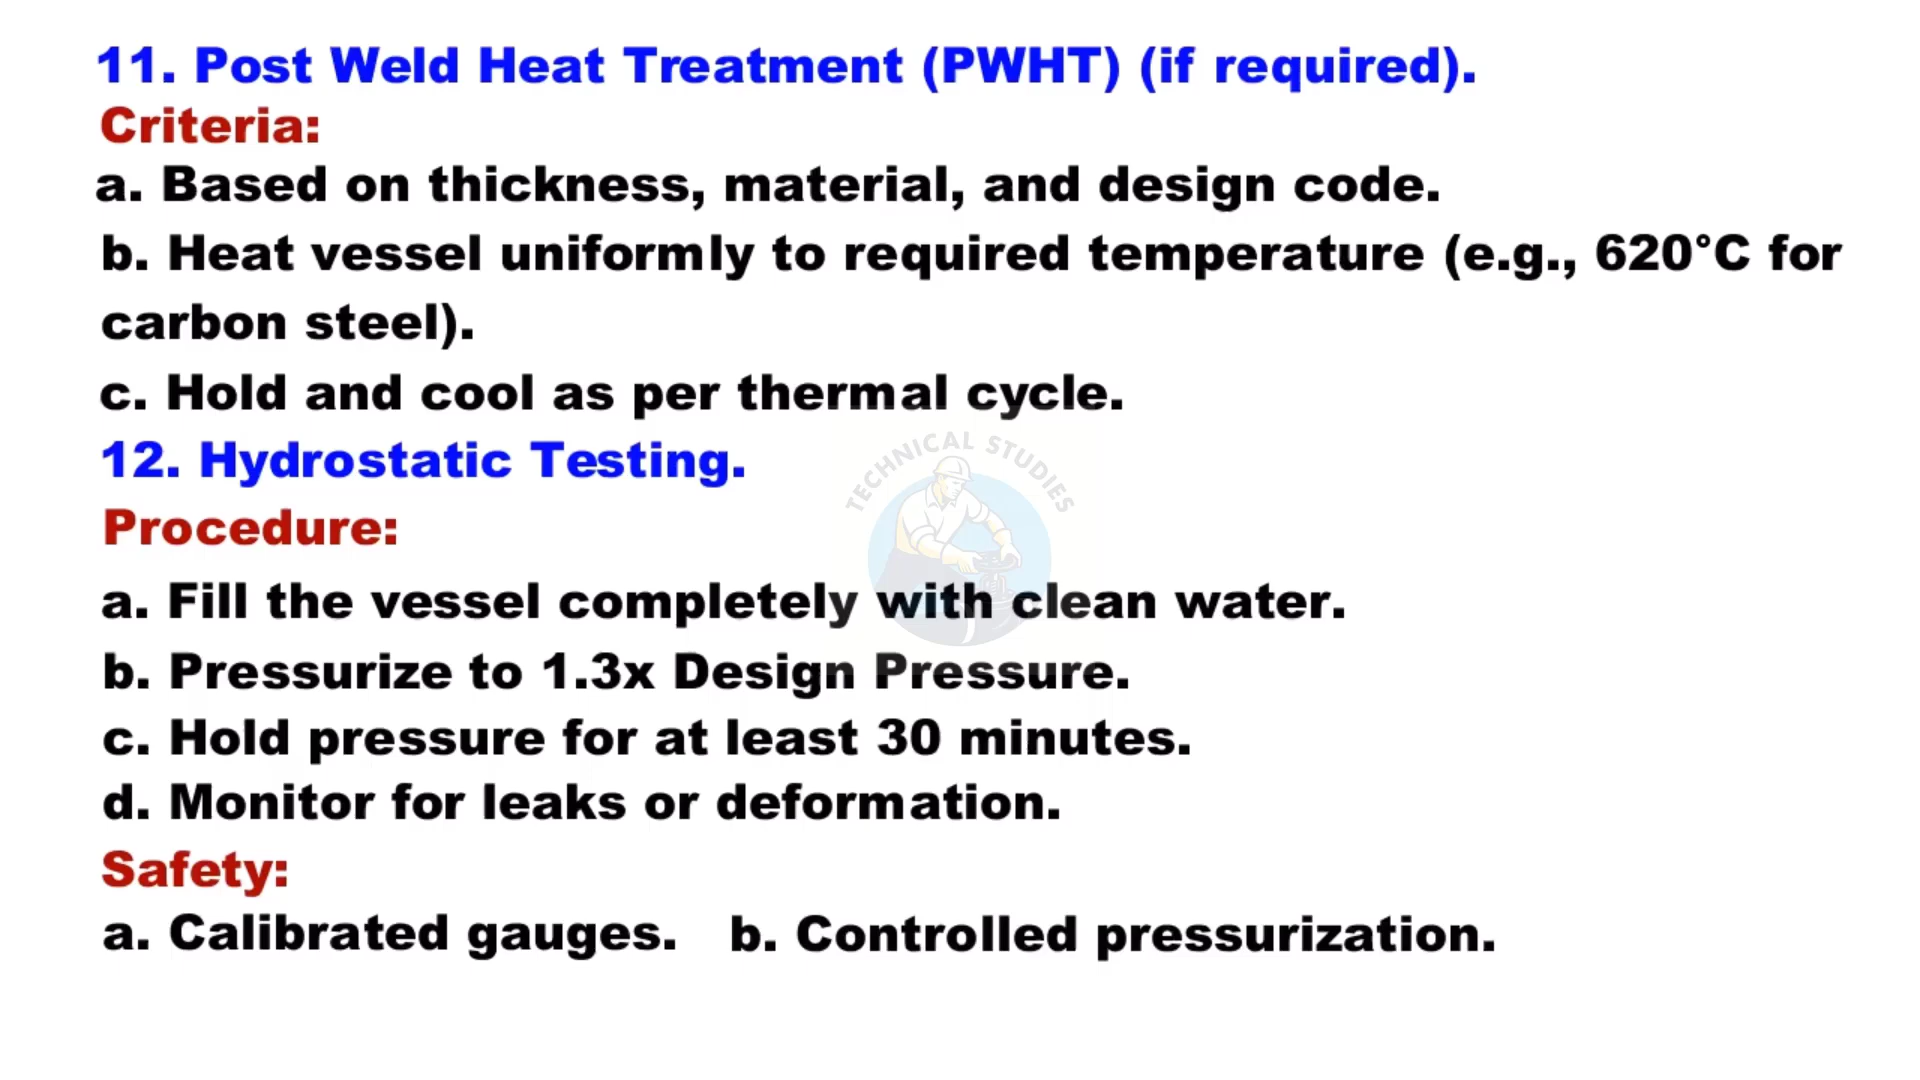 11. Post Weld Heat Treatment (PWHT) (if required).
Criteria:
a. Based on thickness, material, and design code.
b. Heat vessel uniformly to required temperature (e.g., 620°C for
carbon steel).
c. Hold and cool as per thermal cycle.
12. Hydrostatic Testing.
TECHNICAL STUDIES
Procedure:
a. Fill the vessel completely with clean water.
b. Pressurize to 1.3x Design Pressure.
c. Hold pressure for at least 30 minutes.
d. Monitor for leaks or deformation.
Safety:
a. Calibrated gauges. b. Controlled pressurization.